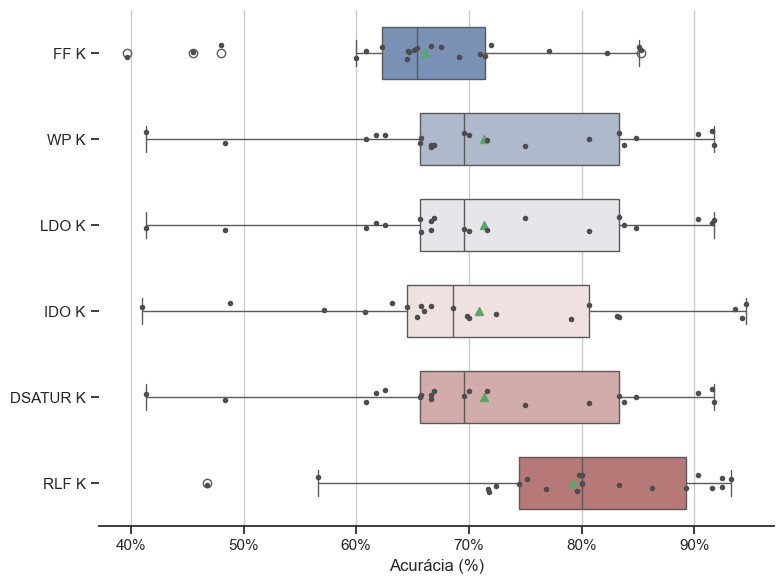 FF K
WP K
LDO K
IDO K
DSATUR K
RLF K
40% 50% 60% 70% 80% 90%
Acurácia (%)